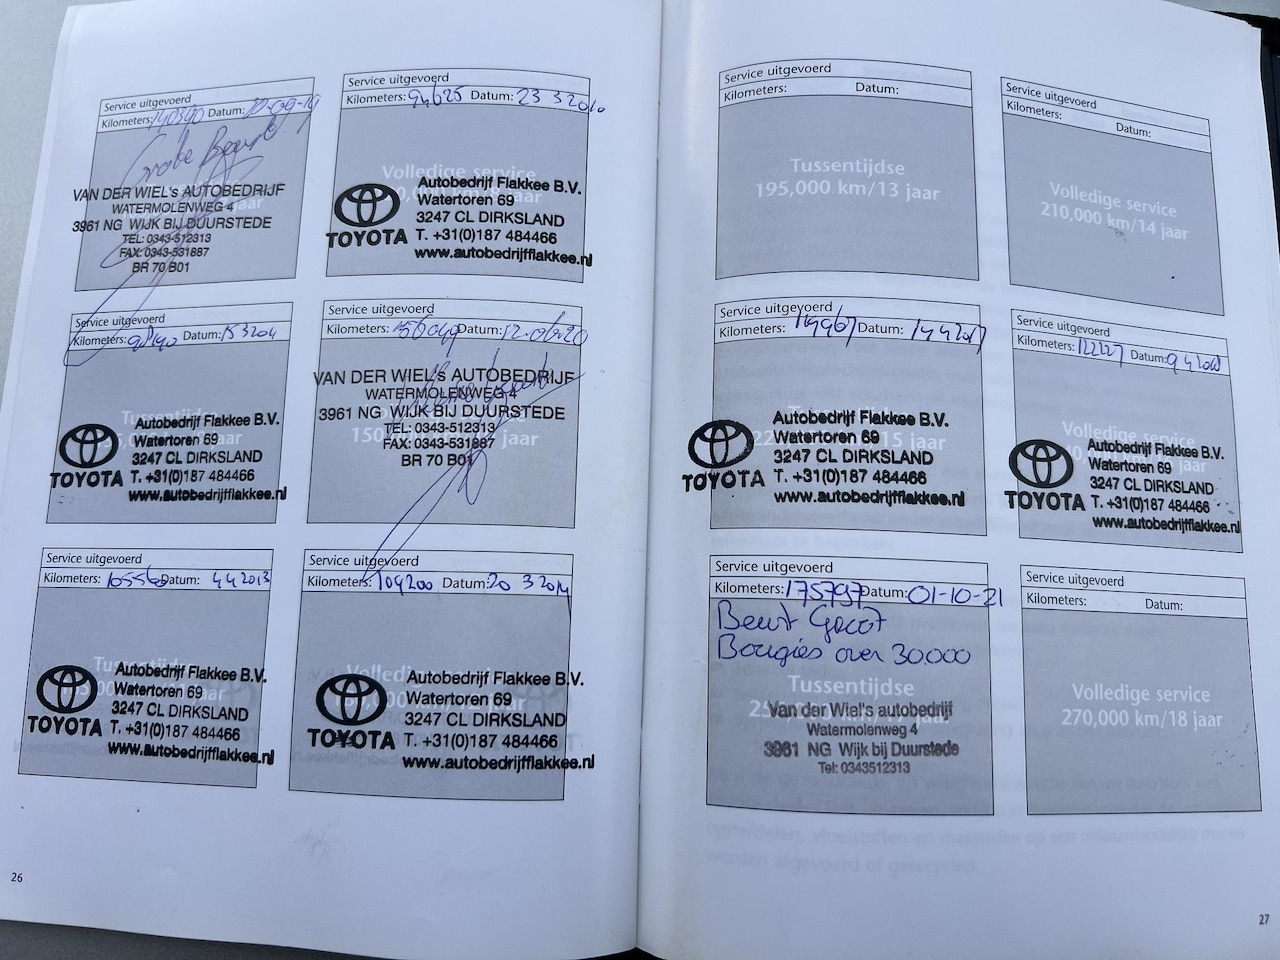 Service uitgevoerd
Kilometers: 140390 Datum: 09-19
Grote Beurt
VAN DER WIEL's AUTOBEDRIJF
WATERMOLENWEG 4
3961 NG WIJK BIJ DUURSTEDE
TEL: 0343-512313
FAX: 0343-531887
BR 70 B01
Service uitgevoerd
Kilometers: 94625 Datum: 23 3 2010
Volledige service
Autobedrijf Flakkee B.V.
Watertoren 69
3247 CL DIRKSLAND
TOYOTA T. +31(0)187 484466
www.autobedrijfflakkee.nl
Service uitgevoerd
Kilometers: 98140 Datum: 15 3 2011
Tussentijdse
Autobedrijf Flakkee B.V.
Watertoren 69
3247 CL DIRKSLAND
TOYOTA T. +31(0)187 484466
www.autobedrijfflakkee.nl
Service uitgevoerd
Kilometers: 156049 Datum: 12-0 -20
VAN DER WIEL's AUTOBEDRIJF
WATERMOLENWEG 4
3961 NG WIJK BIJ DUURSTEDE
TEL: 0343-512313
150, jaar
FAX: 0343-531887
BR 70 B01
Service uitgevoerd
Kilometers: 105560 Datum: 4 4 2013
Tussentijdse
Autobedrijf Flakkee B.V.
Watertoren 69
3247 CL DIRKSLAND
TOYOTA T. +31(0)187 484466
www.autobedrijfflakkee.nl
Service uitgevoerd
Kilometers: 109200 Datum: 20 3 2014
Volledige service
Autobedrijf Flakkee B.V.
Watertoren 69
3247 CL DIRKSLAND
TOYOTA T. +31(0)187 484466
www.autobedrijfflakkee.nl
26
Service uitgevoerd
Kilometers: Datum:
Tussentijdse
195,000 km/13 jaar
Service uitgevoerd
Kilometers: Datum:
Volledige service
210,000 km/14 jaar
Service uitgevoerd
Kilometers: 119967 Datum: 14 4 2017
Autobedrijf Flakkee B.V.
Watertoren 69
3247 CL DIRKSLAND
TOYOTA T. +31(0)187 484466
www.autobedrijfflakkee.nl
Service uitgevoerd
Kilometers: 122227 Datum: 9 4 2018
Volledige service
Autobedrijf Flakkee B.V.
Watertoren 69
3247 CL DIRKSLAND
TOYOTA T. +31(0)187 484466
www.autobedrijfflakkee.nl
Service uitgevoerd
Kilometers: 175797 Datum: 01-10-21
Beurt Groot
Bougies over 30.000
Tussentijdse
Van der Wiel's autobedrijf
Watermolenweg 4
3961 NG Wijk bij Duurstede
Tel: 0343512313
Service uitgevoerd
Kilometers: Datum:
Volledige service
270,000 km/18 jaar
27